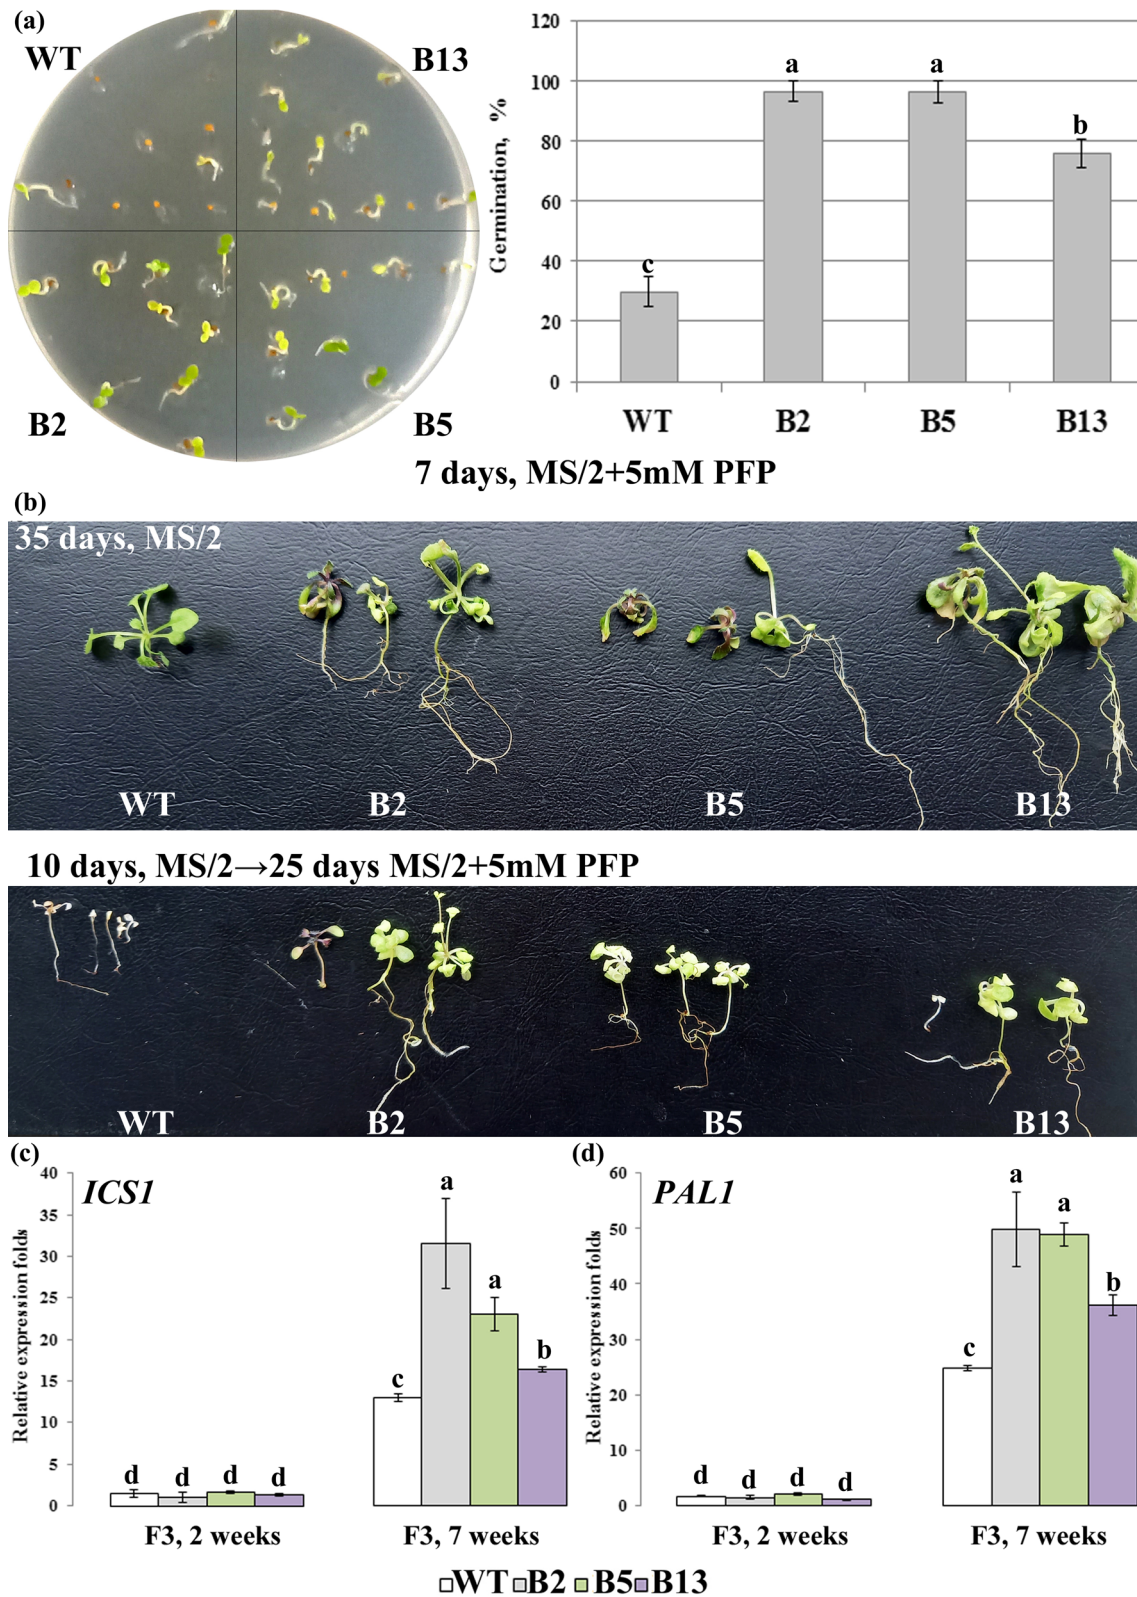 (a)
WT
B13
B2
B5
120
100
80
60
40
20
0
Germination, %
c
a
a
b
WT
B2
B5
B13
7 days, MS/2+5mM PFP
(b)
35 days, MS/2
WT
B2
B5
B13
10 days, MS/2→25 days MS/2+5mM PFP
WT
B2
B5
B13
(c)
ICS1
Relative expression folds
40
35
30
25
20
15
10
5
0
d
d
d
d
c
a
a
b
F3, 2 weeks
F3, 7 weeks
(d)
PAL1
Relative expression folds
60
50
40
30
20
10
0
d
d
d
d
c
a
a
b
F3, 2 weeks
F3, 7 weeks
WT B2 B5 B13